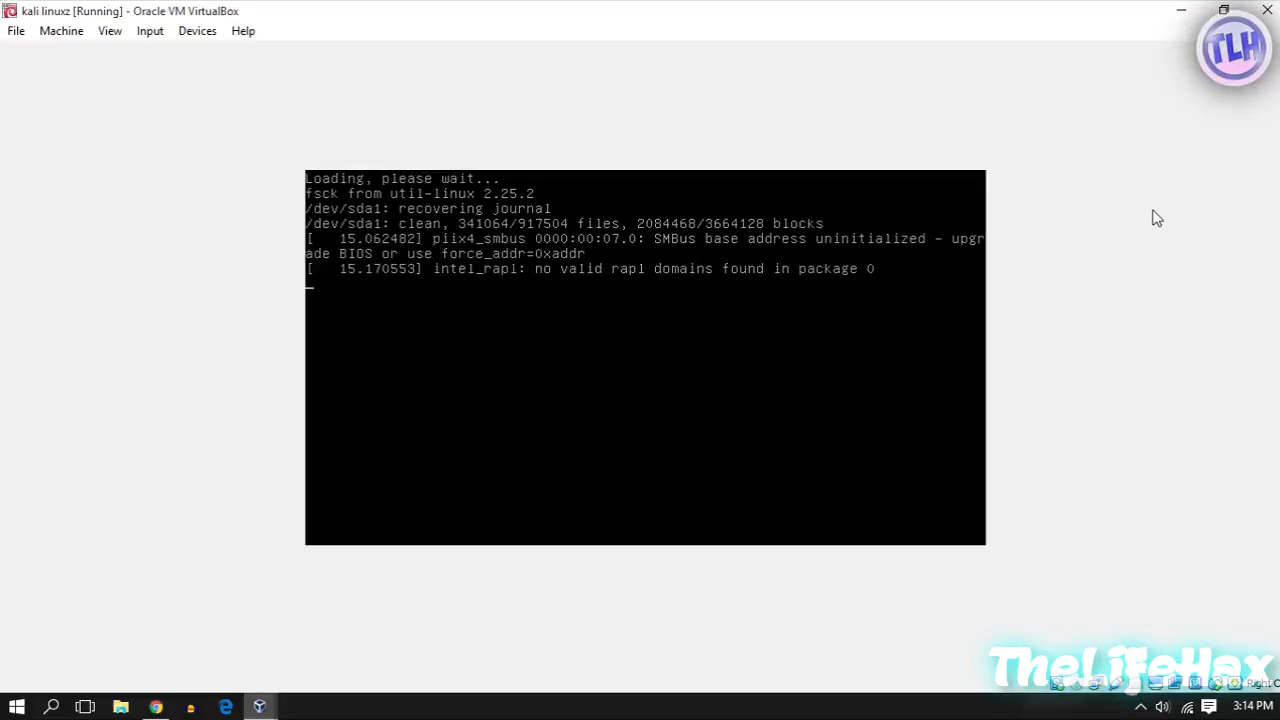 kali linuxz [Running] - Oracle VM VirtualBox
File Machine View Input Devices Help
TLH
Loading, please wait...
fsck from util-linux 2.25.2
/dev/sda1: recovering journal
/dev/sda1: clean, 341064/917504 files, 2084468/3664128 blocks
[   15.062482] piix4_smbus 0000:00:07.0: SMBus base address uninitialized - upgr
ade BIOS or use force_addr=0xaddr
[   15.170553] intel_rapl: no valid rapl domains found in package 0
TheLifeHax
Right C
3:14 PM